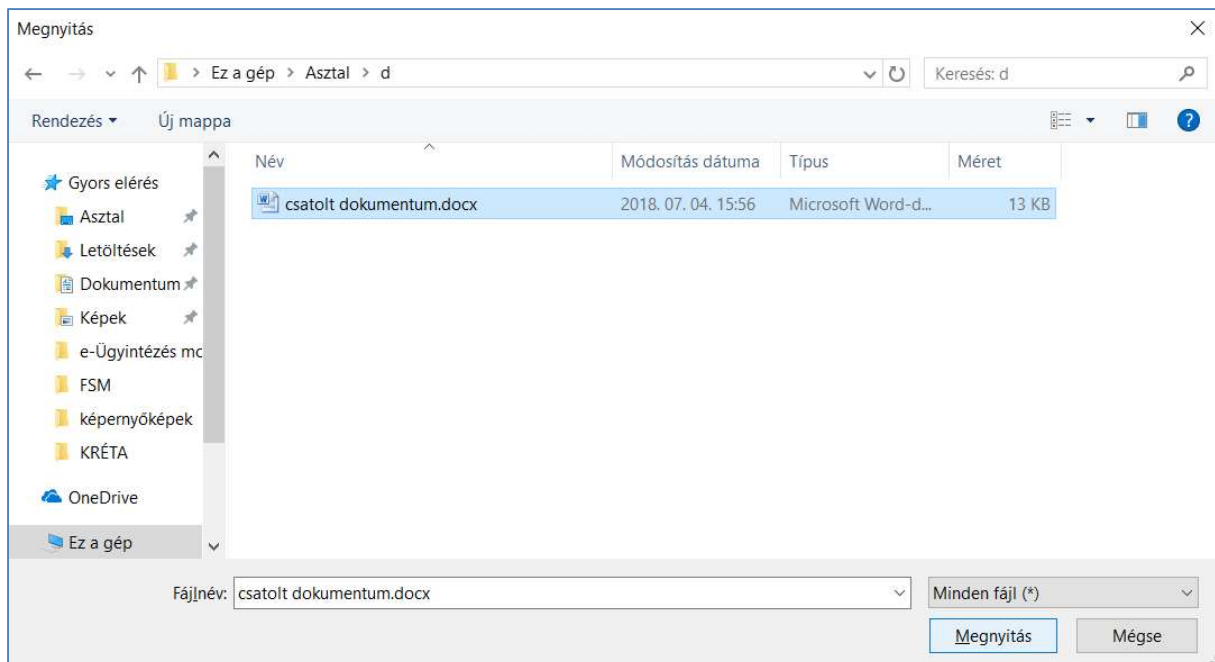 Megnyitás
Ez a gép > Asztal > d
Keresés: d
Rendezés
Új mappa
Név
Módosítás dátuma
Típus
Méret
csatolt dokumentum.docx
2018. 07. 04. 15:56
Microsoft Word-d...
13 KB
Gyors elérés
Asztal
Letöltések
Dokumentum
Képek
e-Ügyintézés mc
FSM
képernyőképek
KRÉTA
OneDrive
Ez a gép
Fájlnév: csatolt dokumentum.docx
Minden fájl (*)
Megnyitás
Mégse